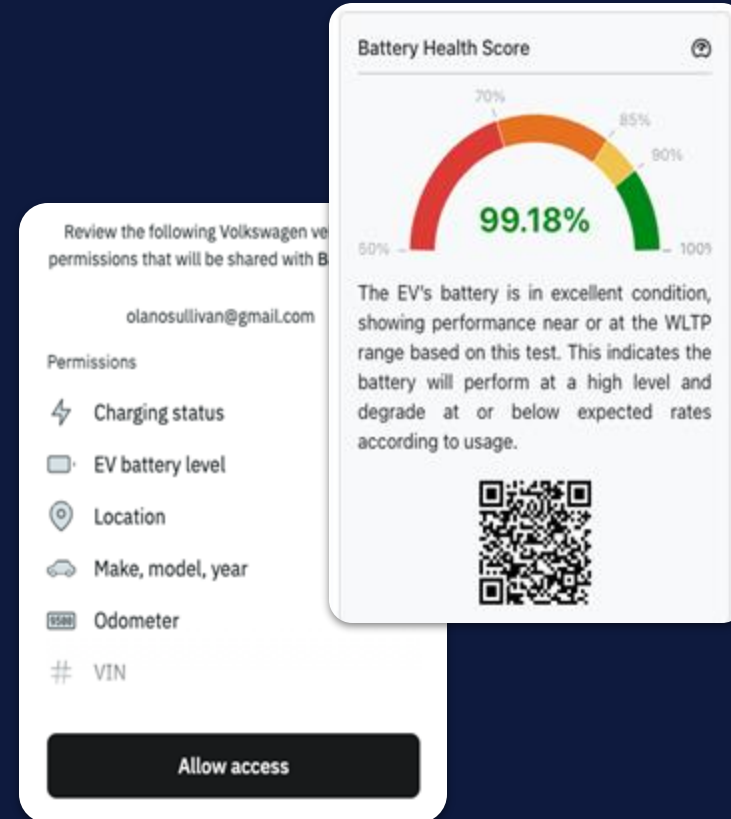 Battery Health Score
70%
85%
90%
50%
99.18%
100%
The EV's battery is in excellent condition,
showing performance near or at the WLTP
range based on this test. This indicates the
battery will perform at a high level and
degrade at or below expected rates
according to usage.
Review the following Volkswagen ve
permissions that will be shared with B
olanosullivan@gmail.com
Permissions
Charging status
EV battery level
Location
Make, model, year
9500
Odometer
# VIN
Allow access